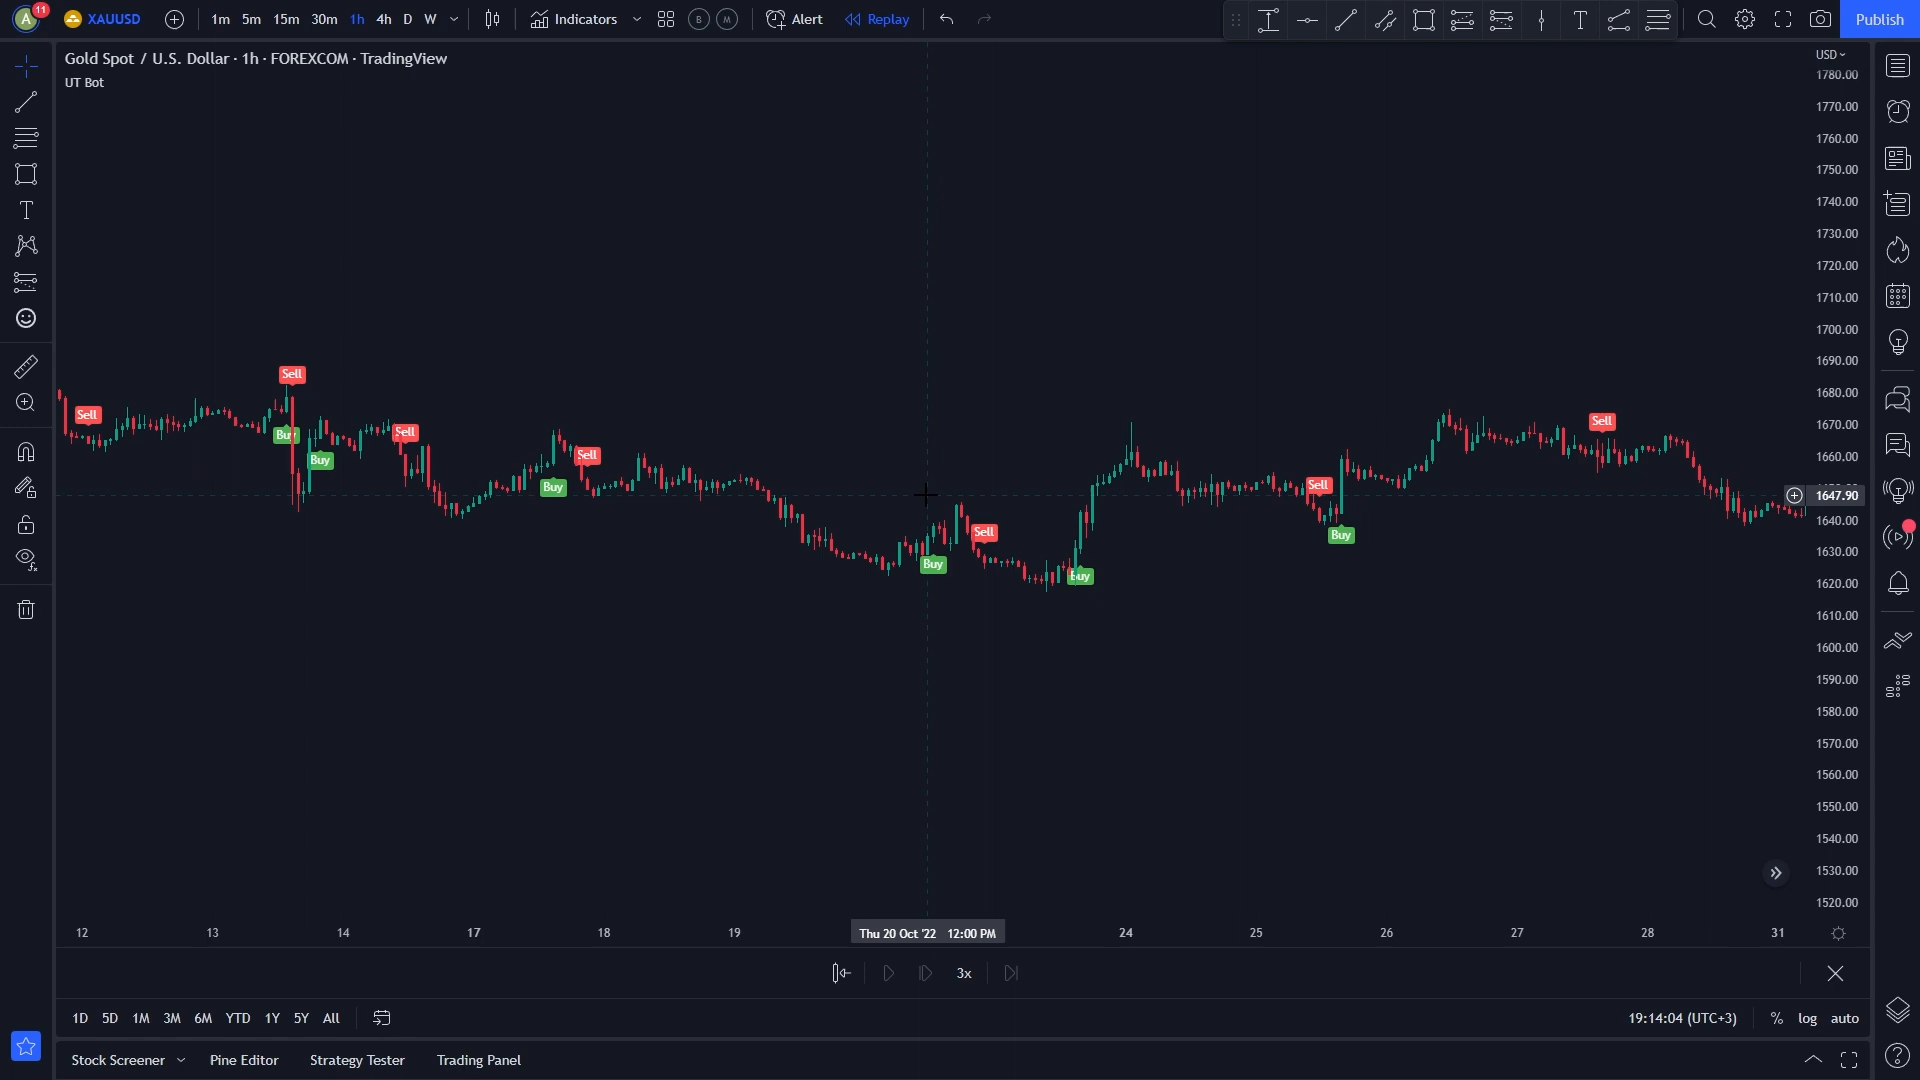 A 11 XAUUSD 1m 5m 15m 30m 1h 4h D W Indicators B M Alert Replay Publish
Gold Spot / U.S. Dollar · 1h · FOREXCOM · TradingView
UT Bot
USD
1780.00
1770.00
1760.00
1750.00
1740.00
1730.00
1720.00
1710.00
1700.00
1690.00
1680.00
1670.00
1660.00
1647.90
1640.00
1630.00
1620.00
1610.00
1600.00
1590.00
1580.00
1570.00
1560.00
1550.00
1540.00
1530.00
1520.00
Sell
Sell
Buy
Buy
Sell
Buy
Sell
Buy
Sell
Buy
Sell
Buy
Sell
12 13 14 17 18 19 Thu 20 Oct '22 12:00 PM 24 25 26 27 28 31
3x
1D 5D 1M 3M 6M YTD 1Y 5Y All 19:14:04 (UTC+3) % log auto
Stock Screener Pine Editor Strategy Tester Trading Panel